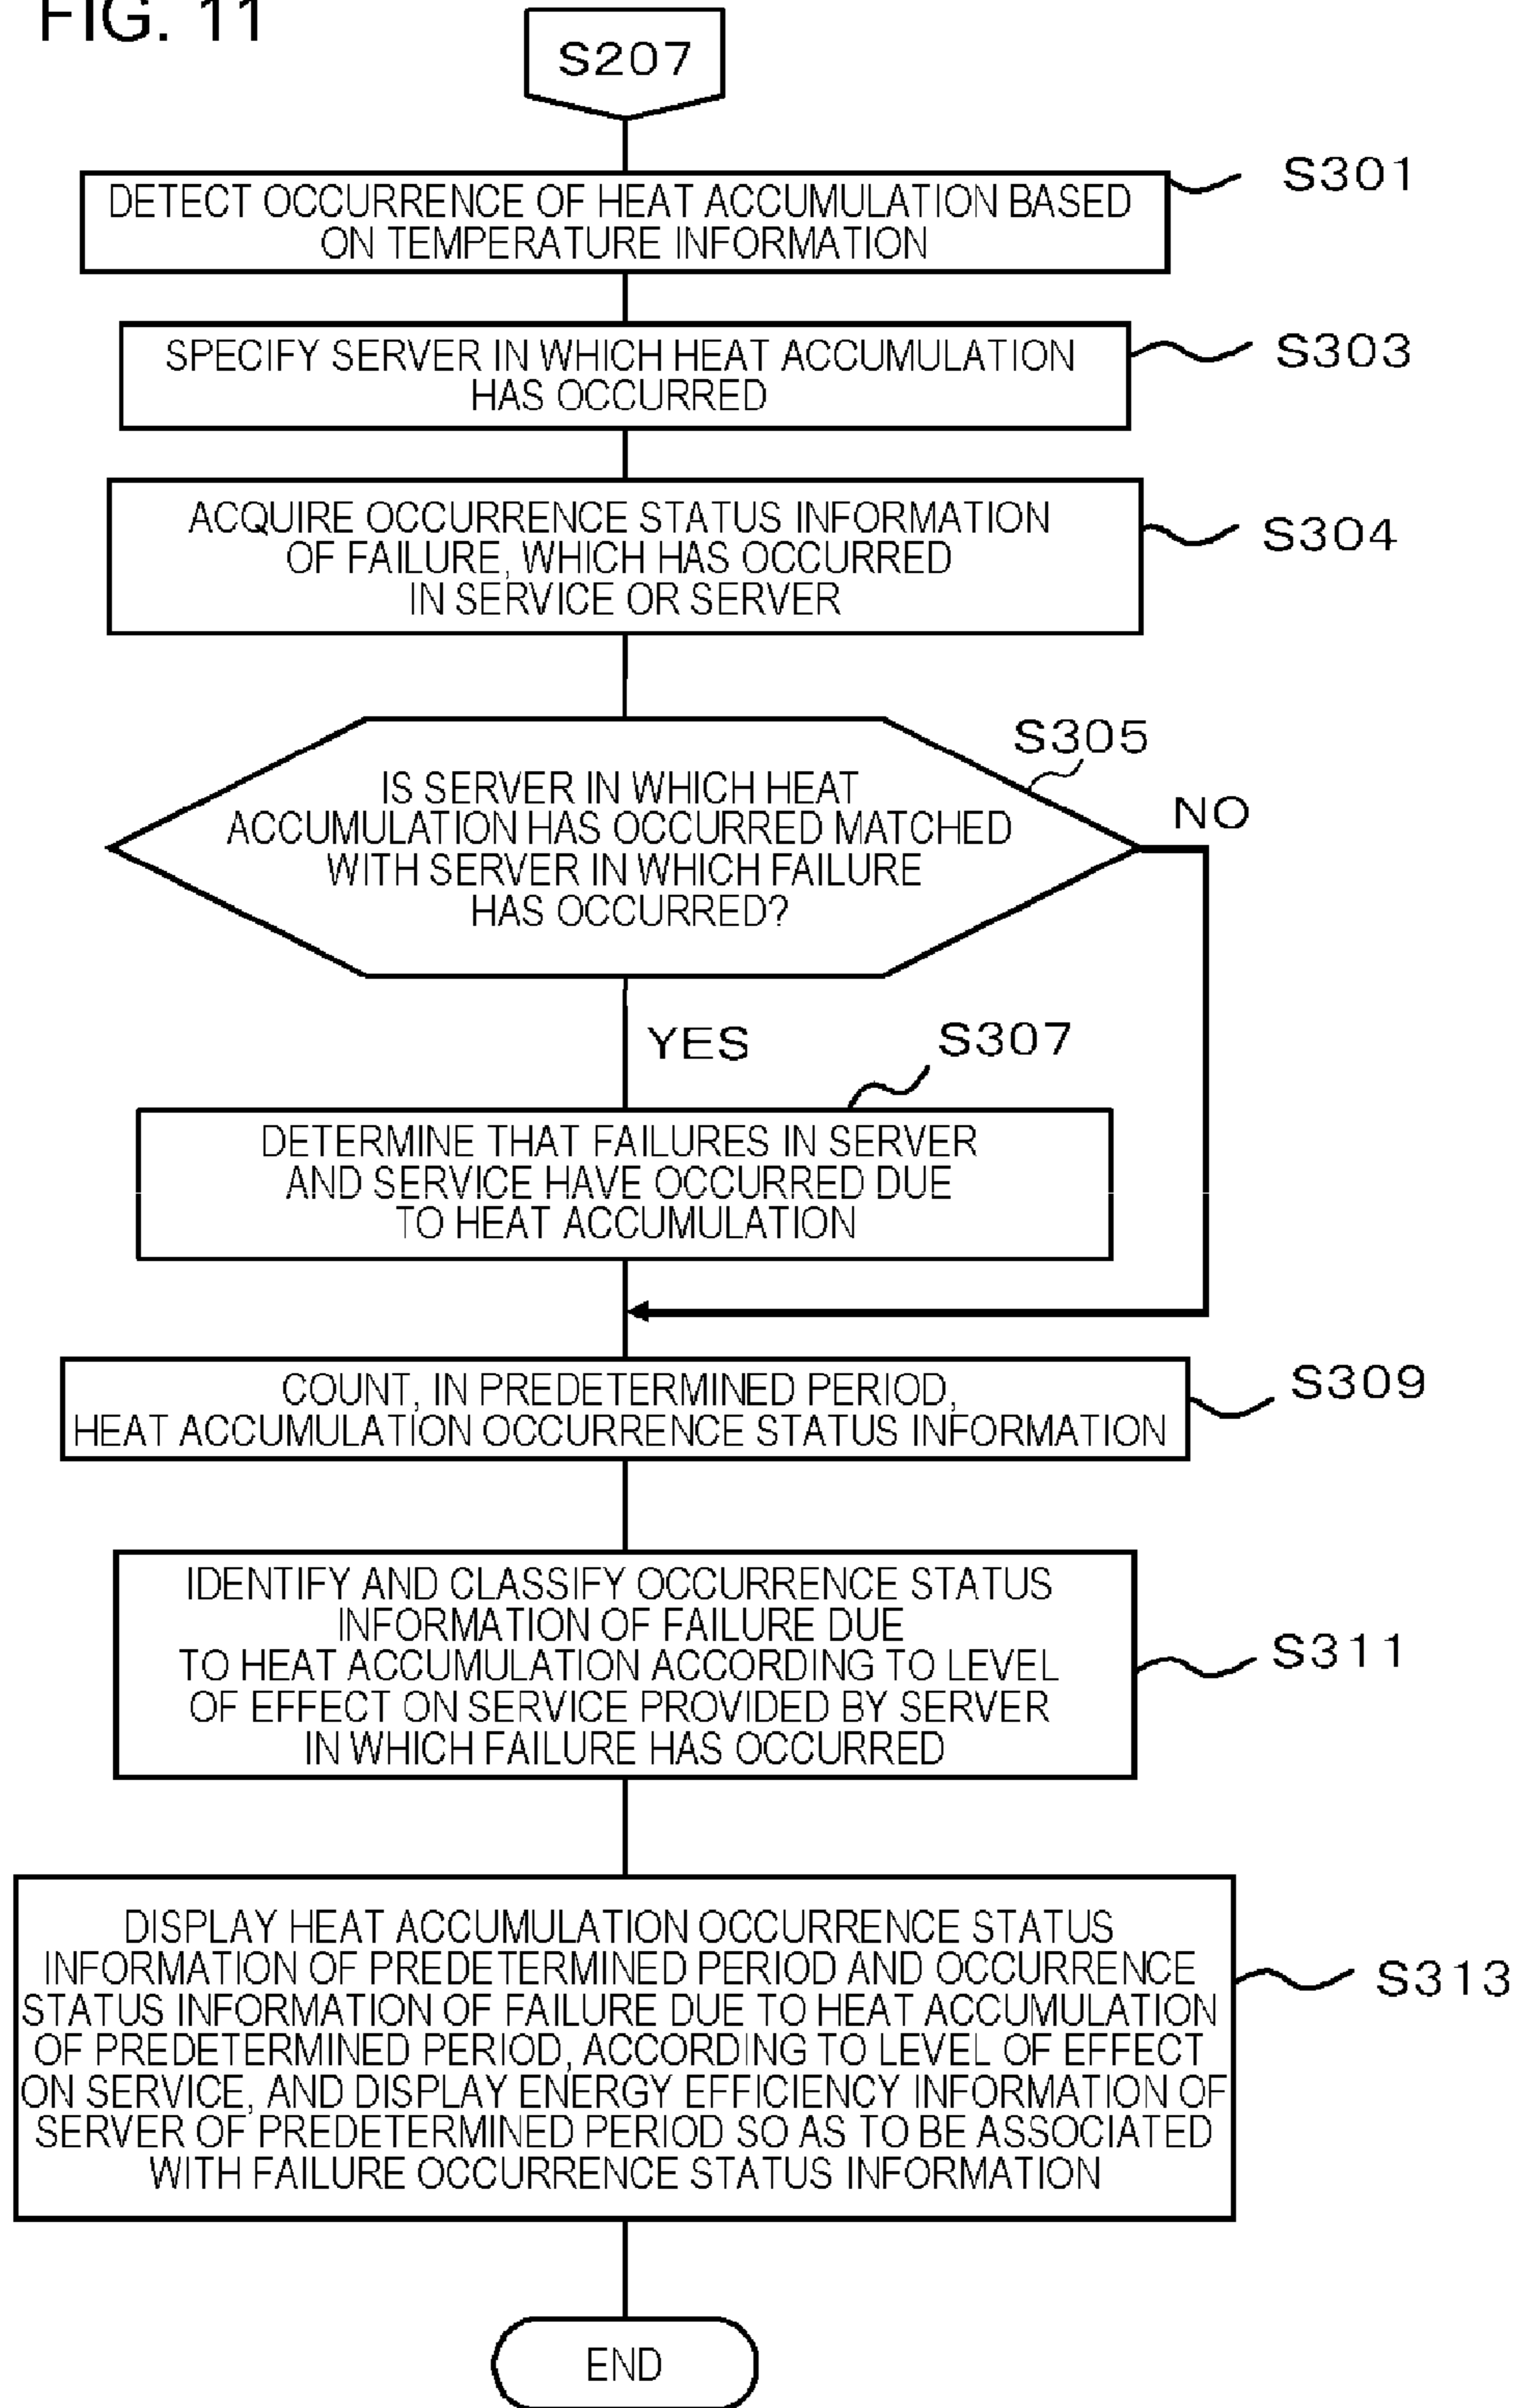 FIG. 11
S207
DETECT OCCURRENCE OF HEAT ACCUMULATION BASED
ON TEMPERATURE INFORMATION
S301
SPECIFY SERVER IN WHICH HEAT ACCUMULATION
HAS OCCURRED
S303
ACQUIRE OCCURRENCE STATUS INFORMATION
OF FAILURE, WHICH HAS OCCURRED
IN SERVICE OR SERVER
S304
IS SERVER IN WHICH HEAT
ACCUMULATION HAS OCCURRED MATCHED
WITH SERVER IN WHICH FAILURE
HAS OCCURRED?
S305
NO
YES
S307
DETERMINE THAT FAILURES IN SERVER
AND SERVICE HAVE OCCURRED DUE
TO HEAT ACCUMULATION
COUNT, IN PREDETERMINED PERIOD,
HEAT ACCUMULATION OCCURRENCE STATUS INFORMATION
S309
IDENTIFY AND CLASSIFY OCCURRENCE STATUS
INFORMATION OF FAILURE DUE
TO HEAT ACCUMULATION ACCORDING TO LEVEL
OF EFFECT ON SERVICE PROVIDED BY SERVER
IN WHICH FAILURE HAS OCCURRED
S311
DISPLAY HEAT ACCUMULATION OCCURRENCE STATUS
INFORMATION OF PREDETERMINED PERIOD AND OCCURRENCE
STATUS INFORMATION OF FAILURE DUE TO HEAT ACCUMULATION
OF PREDETERMINED PERIOD, ACCORDING TO LEVEL OF EFFECT
ON SERVICE, AND DISPLAY ENERGY EFFICIENCY INFORMATION OF
SERVER OF PREDETERMINED PERIOD SO AS TO BE ASSOCIATED
WITH FAILURE OCCURRENCE STATUS INFORMATION
S313
END